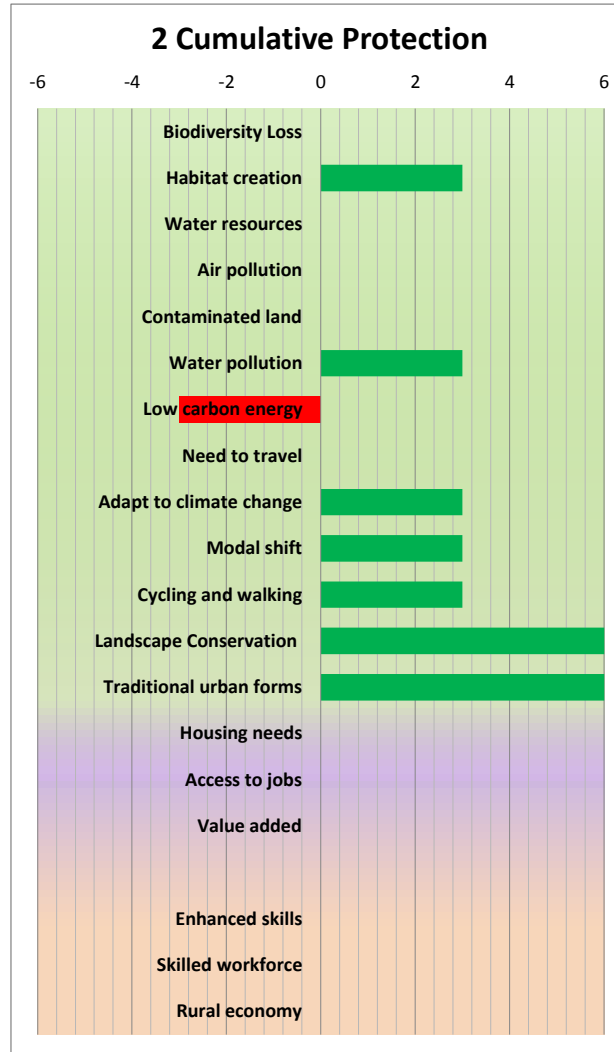 2 Cumulative Protection
-6 -4 -2 0 2 4 6
Biodiversity Loss
Habitat creation
Water resources
Air pollution
Contaminated land
Water pollution
Low carbon energy
Need to travel
Adapt to climate change
Modal shift
Cycling and walking
Landscape Conservation
Traditional urban forms
Housing needs
Access to jobs
Value added
Enhanced skills
Skilled workforce
Rural economy